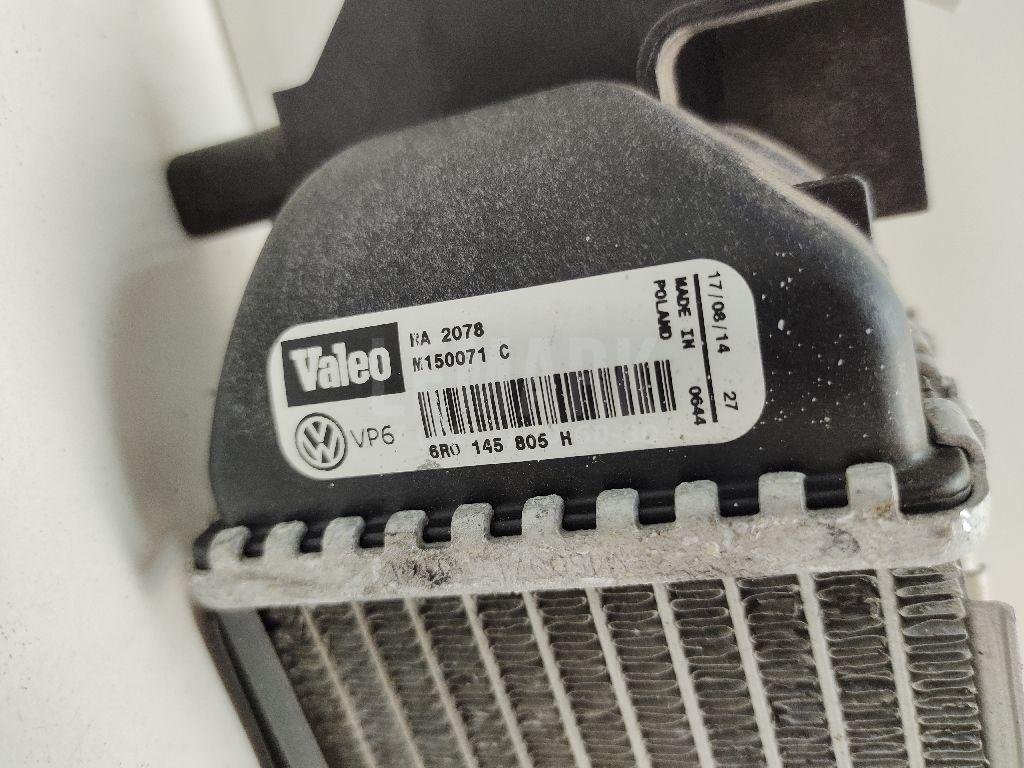 Valeo
RA 2078
M150071 C
VP6
6R0 145 805 H
MADE IN
POLAND
17/08/14 27
0644